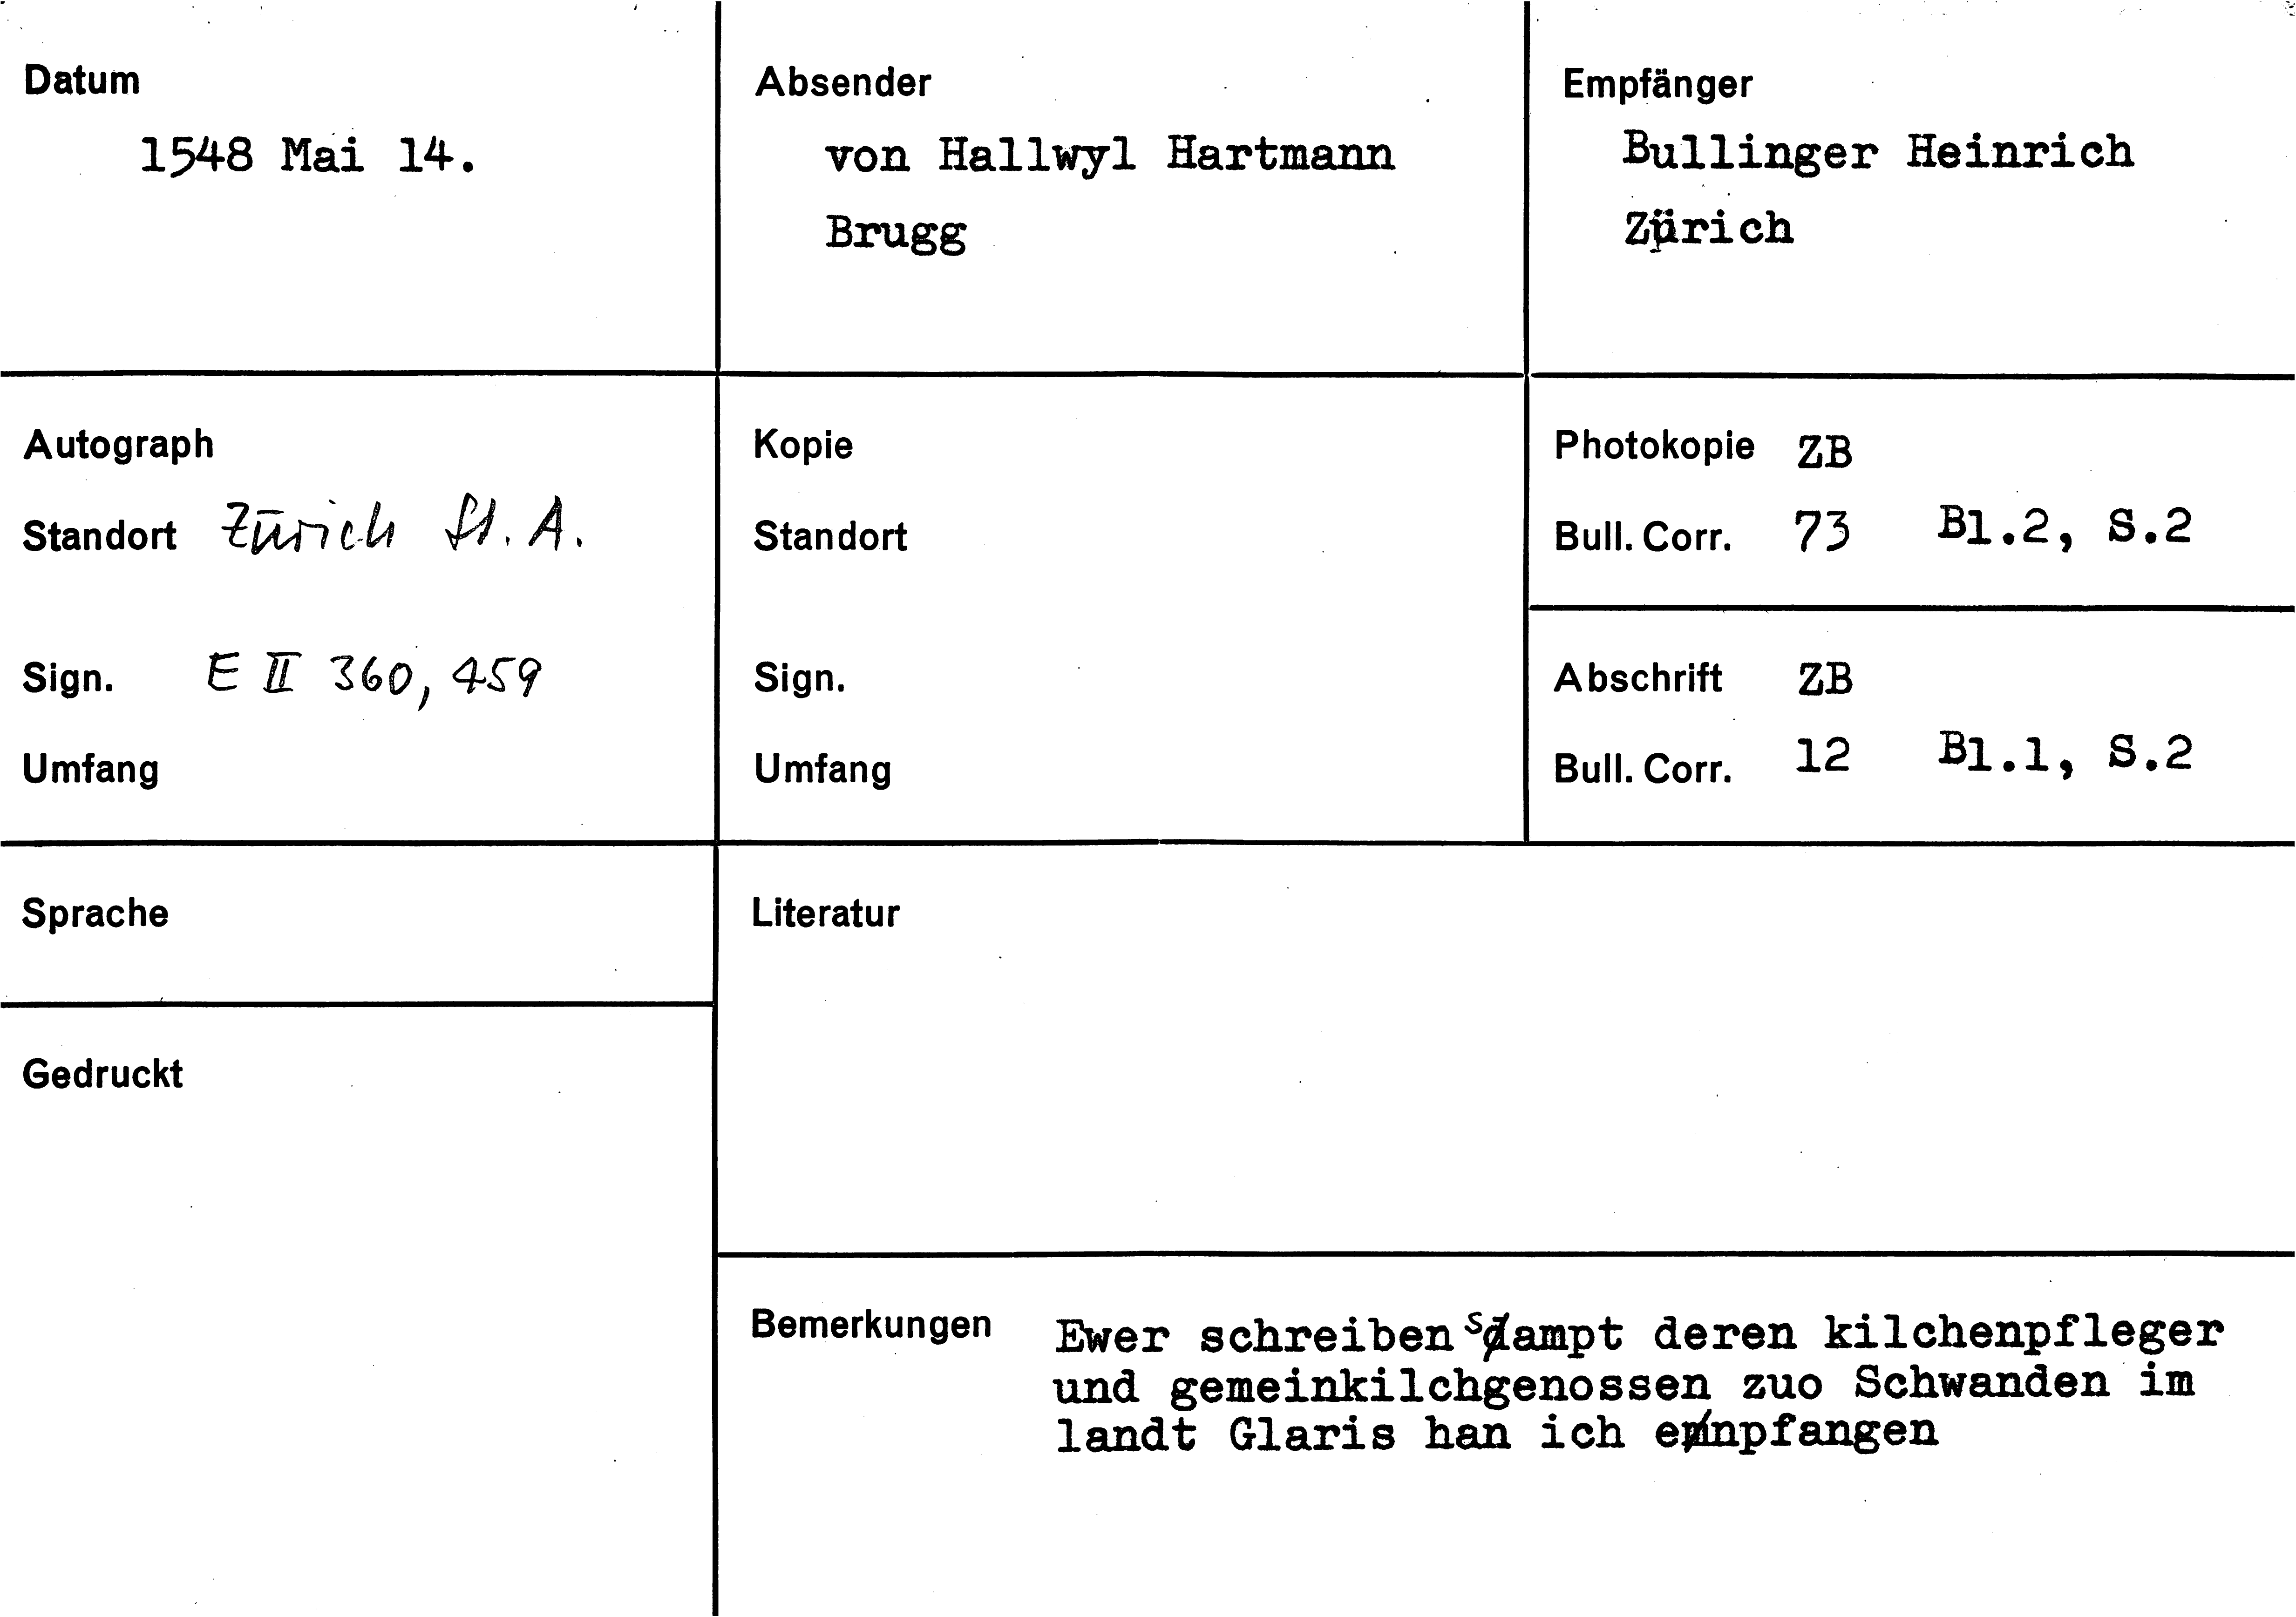 Datum
1548 Mai 14.
Absender
von Hallwyl Hartmann
Brugg
Empfänger
Bullinger Heinrich
Zürich
Autograph
Standort Zürich St. A.
Sign. E II 360, 459
Umfang
Kopie
Standort
Sign.
Umfang
Photokopie ZB
Bull. Corr. 73 Bl.2, S.2
Abschrift ZB
Bull. Corr. 12 Bl.1, S.2
Sprache
Gedruckt
Literatur
Bemerkungen Ewer schreiben sampt deren kilchenpfleger
und gemeinkilchgenossen zuo Schwanden im
landt Glaris han ich enpfangen